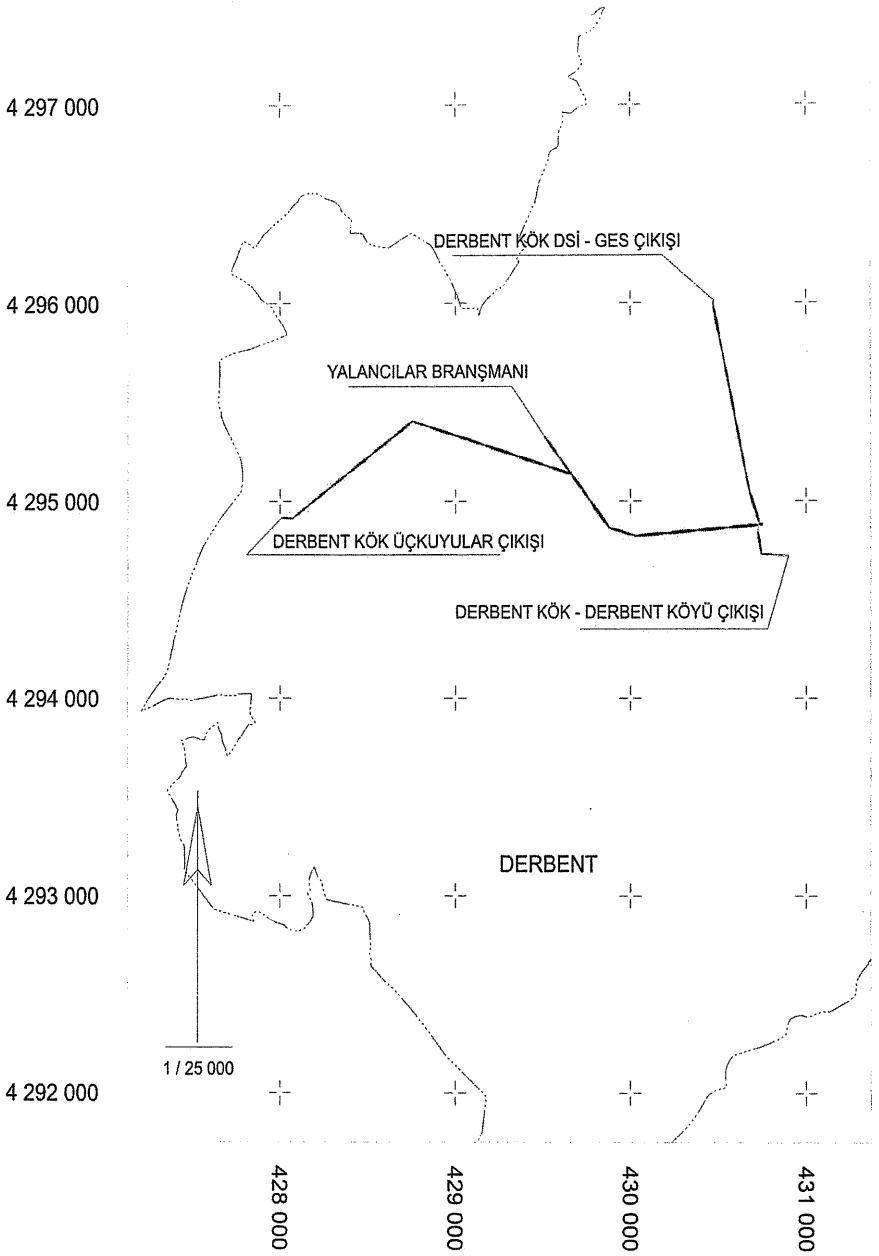 4 297 000
DERBENT KÖK DSİ - GES ÇIKIŞI
4 296 000
YALANCILAR BRANŞMANI
4 295 000
DERBENT KÖK ÜÇKUYULAR ÇIKIŞI
DERBENT KÖK - DERBENT KÖYÜ ÇIKIŞI
4 294 000
DERBENT
4 293 000
1 / 25 000
4 292 000
428 000
429 000
430 000
431 000